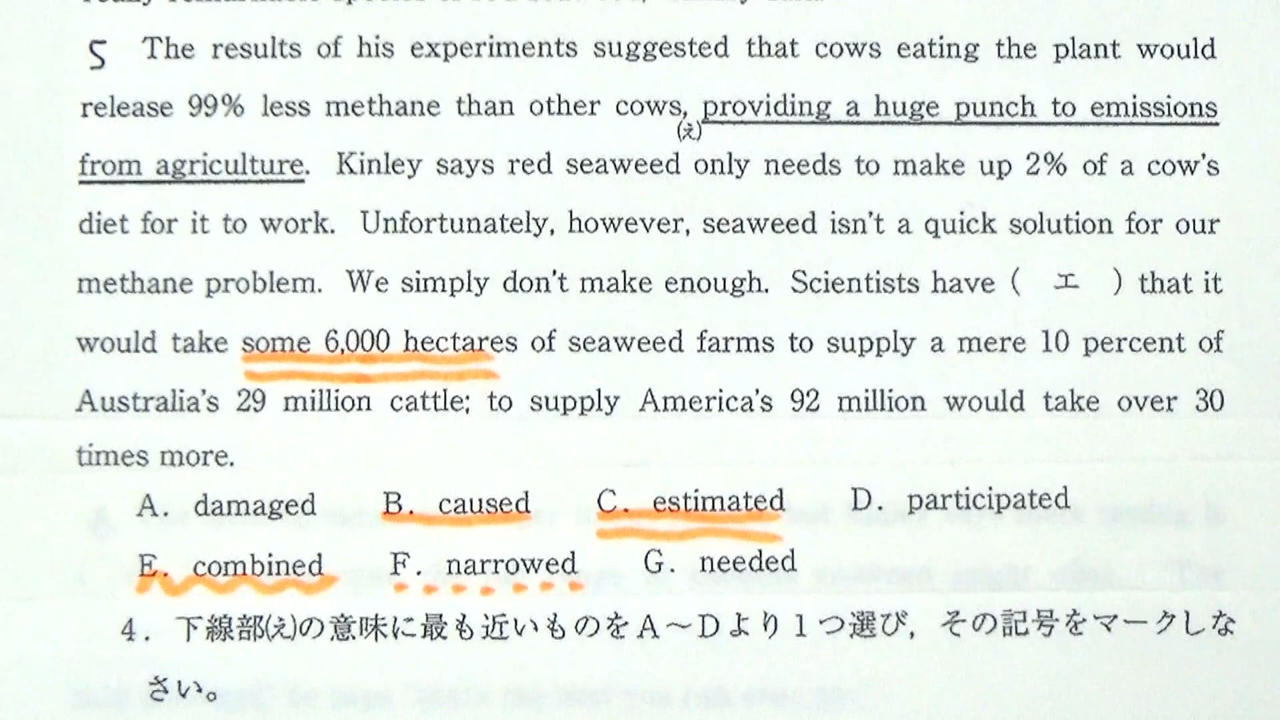 5 The results of his experiments suggested that cows eating the plant would
release 99% less methane than other cows, providing a huge punch to emissions
(え)
from agriculture. Kinley says red seaweed only needs to make up 2% of a cow's
diet for it to work. Unfortunately, however, seaweed isn't a quick solution for our
methane problem. We simply don't make enough. Scientists have ( エ ) that it
would take some 6,000 hectares of seaweed farms to supply a mere 10 percent of
Australia's 29 million cattle; to supply America's 92 million would take over 30
times more.
A. damaged B. caused C. estimated D. participated
E. combined F. narrowed G. needed
4. 下線部(え)の意味に最も近いものをA～Dより1つ選び，その記号をマークしな
さい。